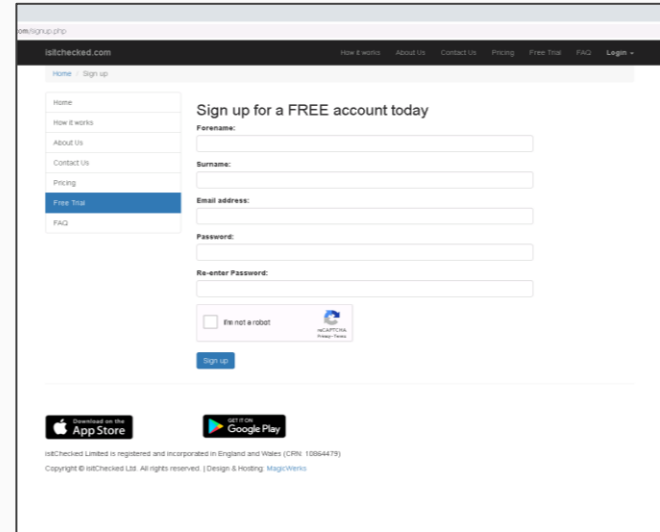 om/signup.php
isitchecked.com
How it works About Us Contact Us Pricing Free Trial FAQ Login
Home / Sign up
Home
How it works
About Us
Contact Us
Pricing
Free Trial
FAQ
Sign up for a FREE account today
Forename:
Surname:
Email address:
Password:
Re-enter Password:
I'm not a robot
reCAPTCHA
Privacy - Terms
Sign up
Download on the
App Store
GET IT ON
Google Play
isitChecked Limited is registered and incorporated in England and Wales (CRN: 10864479)
Copyright © isitChecked Ltd. All rights reserved. | Design & Hosting: MagicWerks